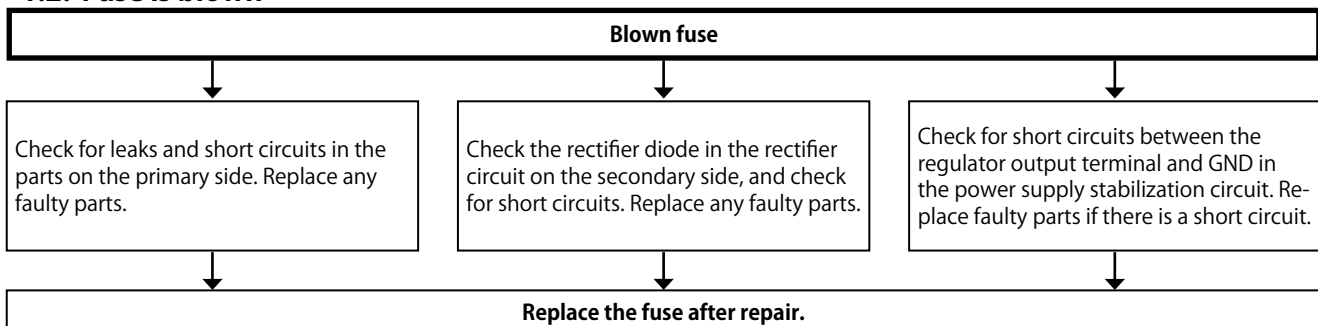 Blown fuse
Check for leaks and short circuits in the
parts on the primary side. Replace any
faulty parts.
Check the rectifier diode in the rectifier
circuit on the secondary side, and check
for short circuits. Replace any faulty parts.
Check for short circuits between the
regulator output terminal and GND in
the power supply stabilization circuit. Re-
place faulty parts if there is a short circuit.
Replace the fuse after repair.